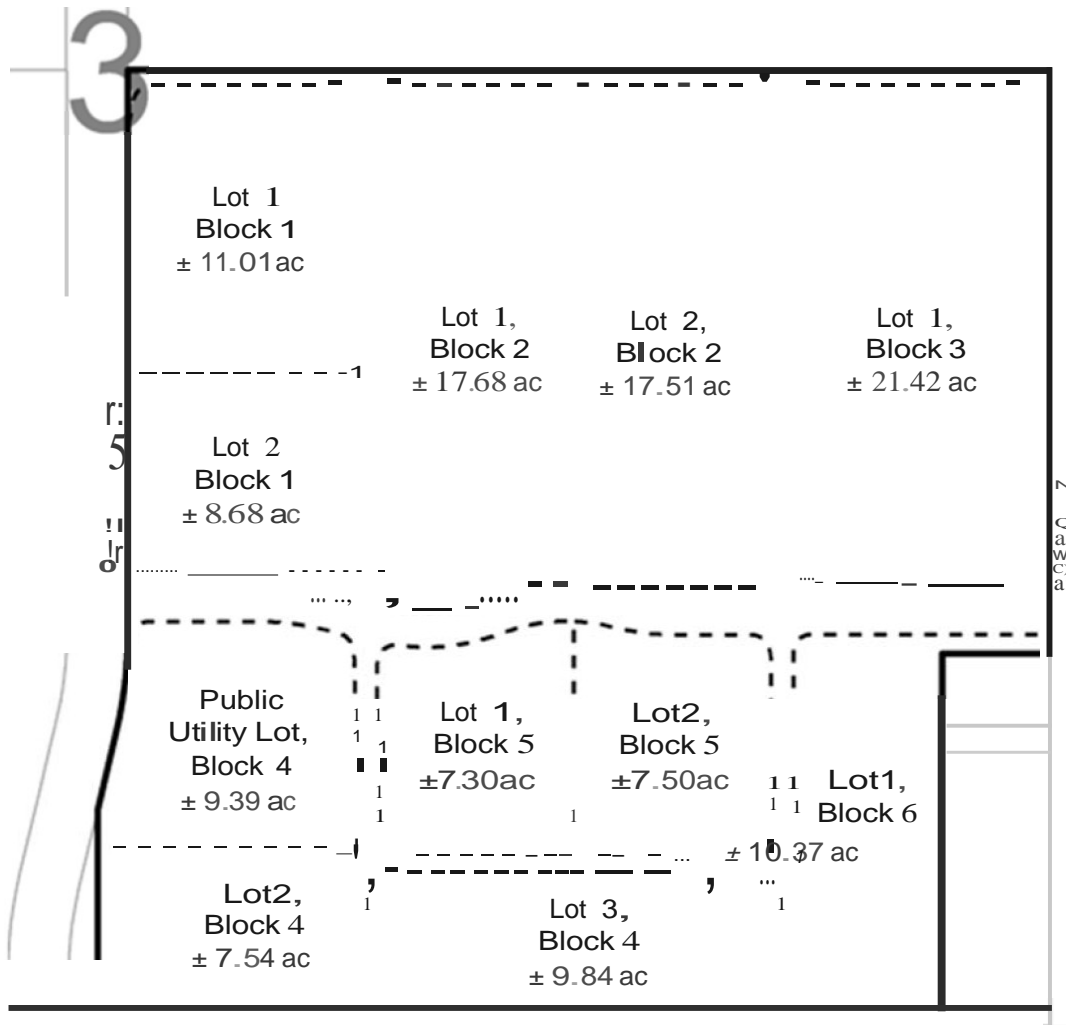 3
Lot 1
Block 1
± 11.01 ac
Lot 1,
Block 2
± 17.68 ac
Lot 2,
Block 2
± 17.51 ac
Lot 1,
Block 3
± 21.42 ac
Lot 2
Block 1
± 8.68 ac
Public
Utility Lot,
Block 4
± 9.39 ac
Lot 1,
Block 5
±7.30ac
Lot2,
Block 5
±7.50ac
Lot1,
Block 6
± 10.37 ac
Lot2,
Block 4
± 7.54 ac
Lot 3,
Block 4
± 9.84 ac